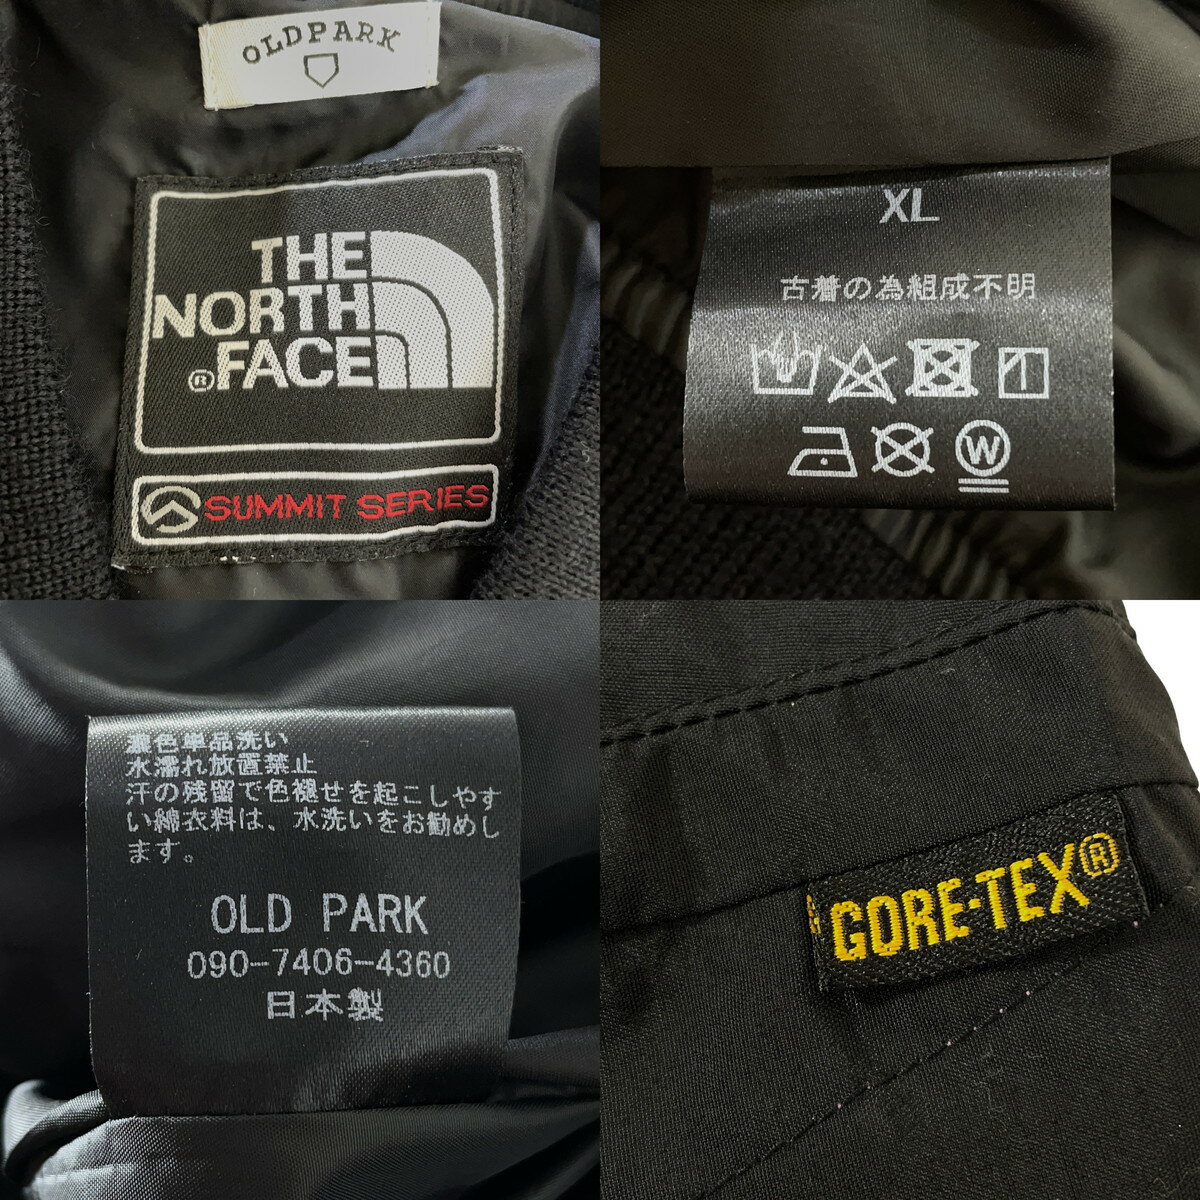 OLDPARK
THE
NORTH
FACE
®
SUMMIT SERIES
XL
古着の為組成不明
W
濃色単品洗い
水濡れ放置禁止
汗の残留で色褪せを起こしやす
い綿衣料は、水洗いをお勧めし
ます。
OLD PARK
090-7406-4360
日本製
GORE-TEX®